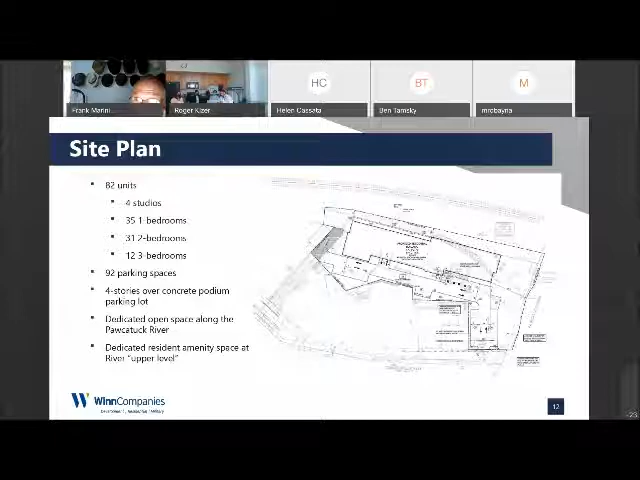 HC
BT
M
Frank Marini
Roger Kizer
Helen Cassata
Ben Tamsky
mrobayna
Site Plan
82 units
4 studios
35 1-bedrooms
31 2-bedrooms
12 3-bedrooms
92 parking spaces
4-stories over concrete podium
parking lot
Dedicated open space along the
Pawcatuck River
Dedicated resident amenity space at
River "upper level"
WinnCompanies
12